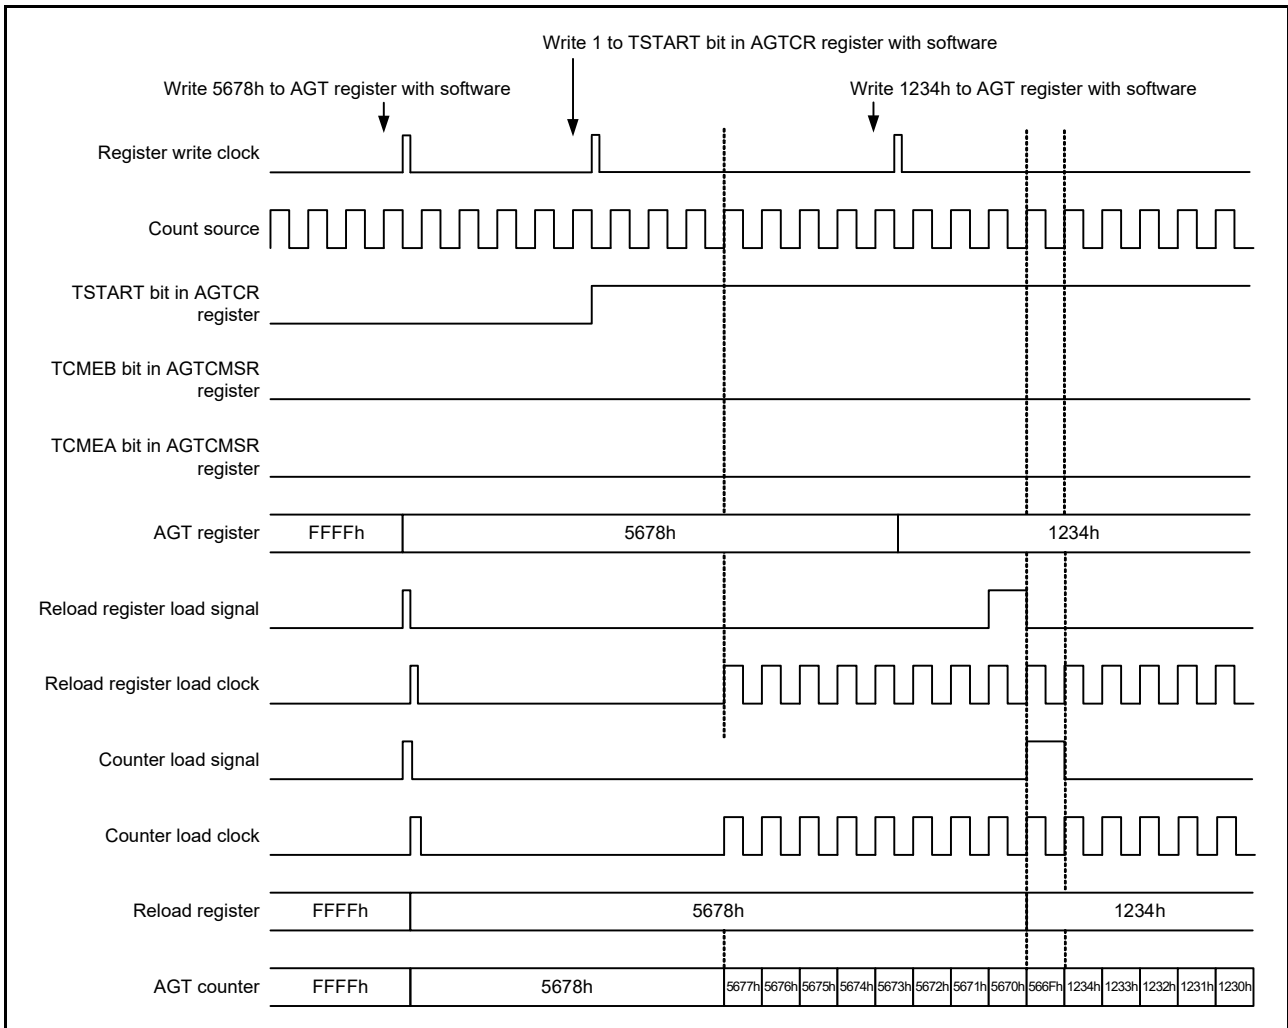 Write 1 to TSTART bit in AGTCR register with software
Write 5678h to AGT register with software
Write 1234h to AGT register with software
Register write clock
Count source
TSTART bit in AGTCR
register
TCMEB bit in AGTCMSR
register
TCMEA bit in AGTCMSR
register
AGT register FFFFh 5678h 1234h
Reload register load signal
Reload register load clock
Counter load signal
Counter load clock
Reload register FFFFh 5678h 1234h
AGT counter FFFFh 5678h 5677h 5676h 5675h 5674h 5673h 5672h 5671h 5670h 566Fh 1234h 1233h 1232h 1231h 1230h